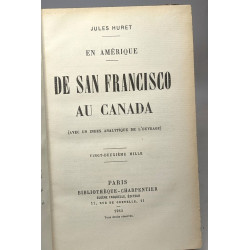 JULES HURET
EN AMÉRIQUE
DE SAN FRANCISCO
AU CANADA
(AVEC UN INDEX ANALYTIQUE DE L'OUVRAGE)
VINGT-DEUXIÈME MILLE
PARIS
BIBLIOTHÈQUE-CHARPENTIER
EUGÈNE FASQUELLE, ÉDITEUR
11, RUE DE GRENELLE, 11
Tous droits réservés.